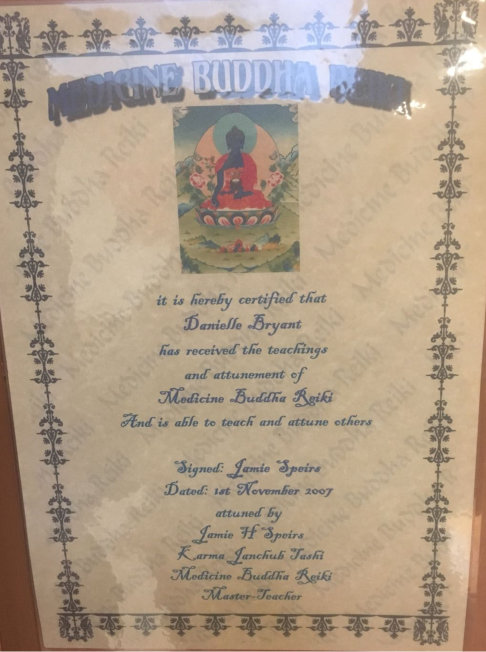 MEDICINE BUDDHA REIKI
it is hereby certified that
Danielle Bryant
has received the teachings
and attunement of
Medicine Buddha Reiki
And is able to teach and attune others
Signed: Jamie Speirs
Dated: 1st November 2007
attuned by
Jamie H Speirs
Karma Janchub Tashi
Medicine Buddha Reiki
Master-Teacher